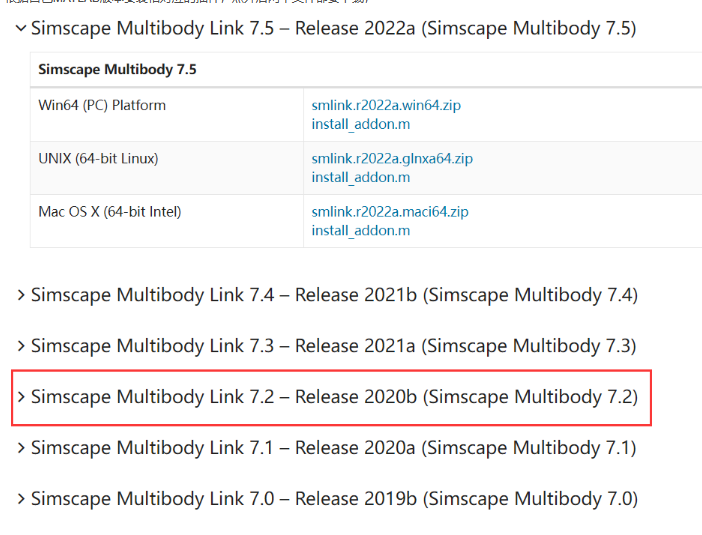 Simscape Multibody Link 7.5 – Release 2022a (Simscape Multibody 7.5)
Simscape Multibody 7.5
Win64 (PC) Platform
smlink.r2022a.win64.zip
install_addon.m
UNIX (64-bit Linux)
smlink.r2022a.glnxa64.zip
install_addon.m
Mac OS X (64-bit Intel)
smlink.r2022a.maci64.zip
install_addon.m
Simscape Multibody Link 7.4 – Release 2021b (Simscape Multibody 7.4)
Simscape Multibody Link 7.3 – Release 2021a (Simscape Multibody 7.3)
Simscape Multibody Link 7.2 – Release 2020b (Simscape Multibody 7.2)
Simscape Multibody Link 7.1 – Release 2020a (Simscape Multibody 7.1)
Simscape Multibody Link 7.0 – Release 2019b (Simscape Multibody 7.0)